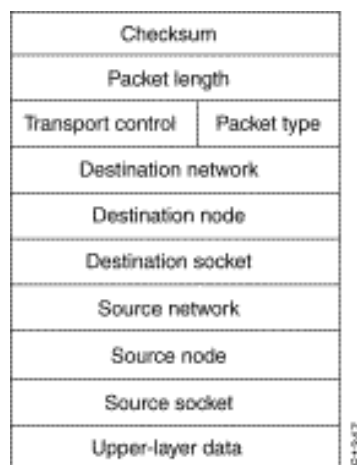 Checksum
Packet length
Transport control Packet type
Destination network
Destination node
Destination socket
Source network
Source node
Source socket
Upper-layer data